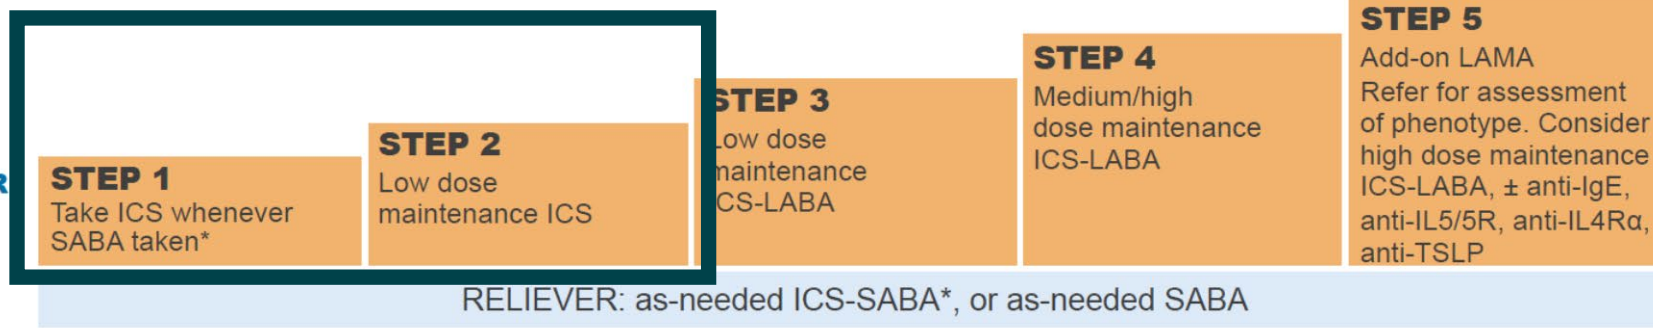 STEP 1
Take ICS whenever
SABA taken*
STEP 2
Low dose
maintenance ICS
STEP 3
Low dose
maintenance
ICS-LABA
STEP 4
Medium/high
dose maintenance
ICS-LABA
STEP 5
Add-on LAMA
Refer for assessment
of phenotype. Consider
high dose maintenance
ICS-LABA, ± anti-IgE,
anti-IL5/5R, anti-IL4Rα,
anti-TSLP
RELIEVER: as-needed ICS-SABA*, or as-needed SABA